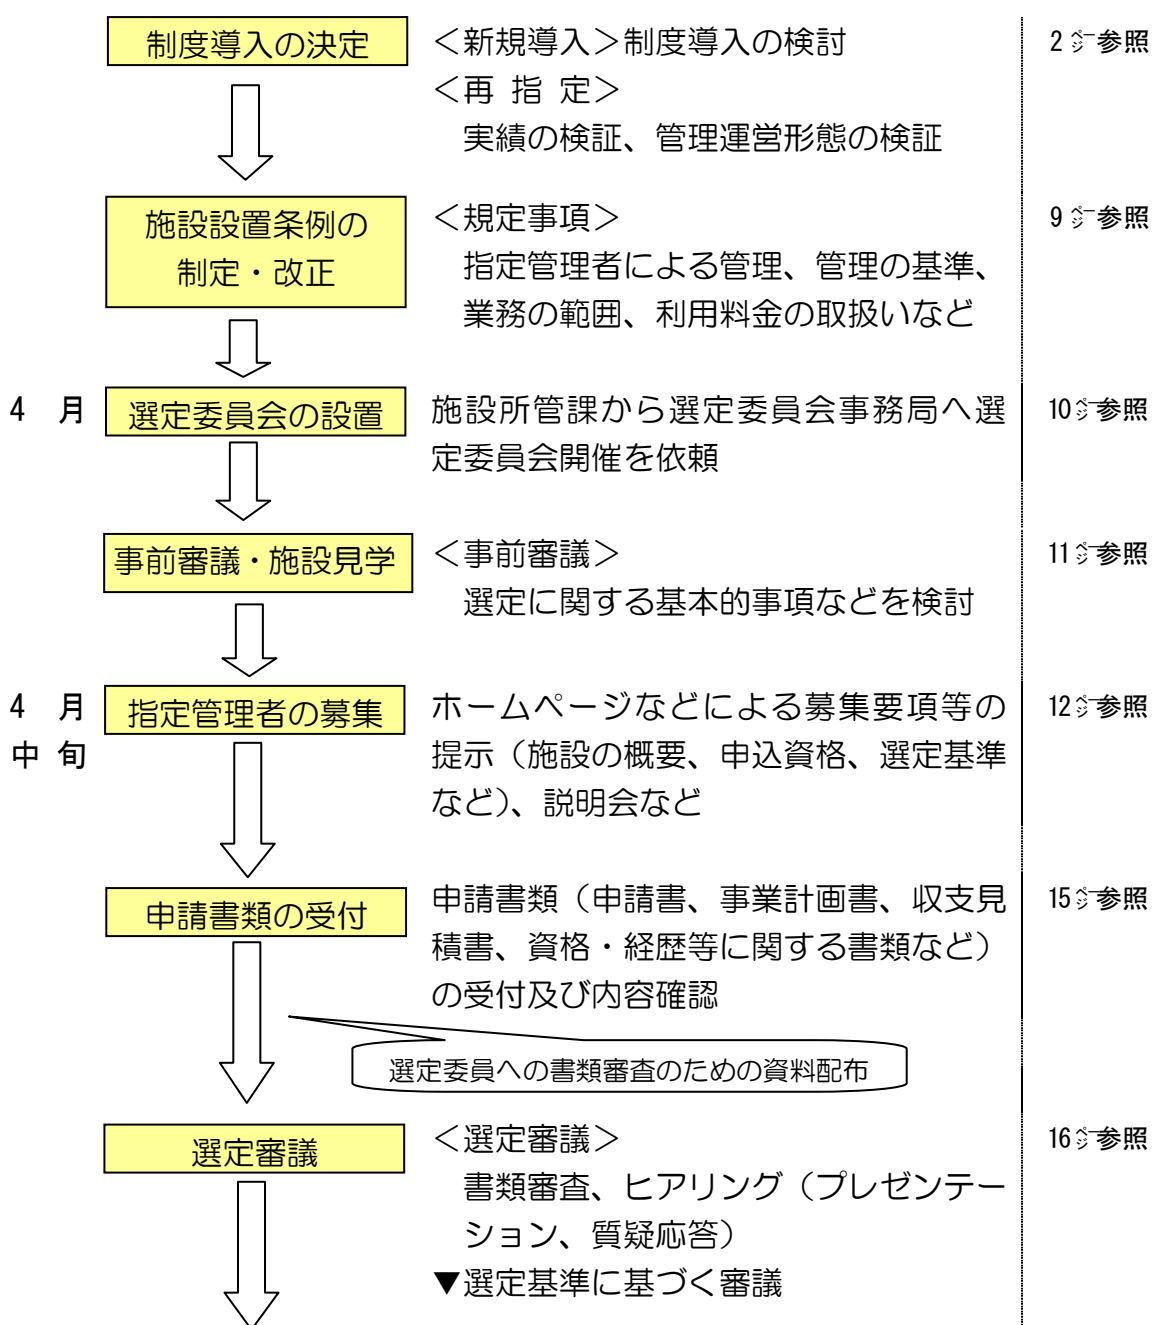 制度導入の決定
＜新規導入＞制度導入の検討
2㌻参照
＜再 指 定＞
実績の検証、管理運営形態の検証
施設設置条例の
制定・改正
＜規定事項＞
9㌻参照
指定管理者による管理、管理の基準、
業務の範囲、利用料金の取扱いなど
4 月
選定委員会の設置
施設所管課から選定委員会事務局へ選
定委員会開催を依頼
10㌻参照
事前審議・施設見学
＜事前審議＞
11㌻参照
選定に関する基本的事項などを検討
4 月
中 旬
指定管理者の募集
ホームページなどによる募集要項等の
提示（施設の概要、申込資格、選定基準
など）、説明会など
12㌻参照
申請書類の受付
申請書類（申請書、事業計画書、収支見
積書、資格・経歴等に関する書類など）
の受付及び内容確認
15㌻参照
選定委員への書類審査のための資料配布
選定審議
＜選定審議＞
16㌻参照
書類審査、ヒアリング（プレゼンテー
ション、質疑応答）
▼選定基準に基づく審議